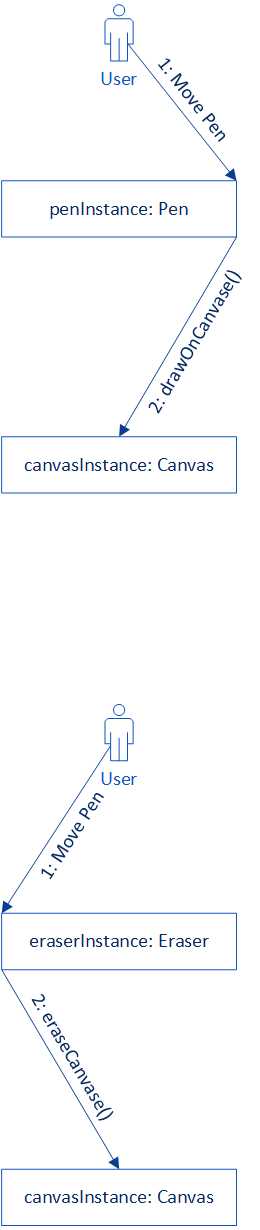 User
1: Move Pen
penInstance: Pen
2: drawOnCanvase()
canvasInstance: Canvas
User
1: Move Pen
eraserInstance: Eraser
2: eraseCanvase()
canvasInstance: Canvas